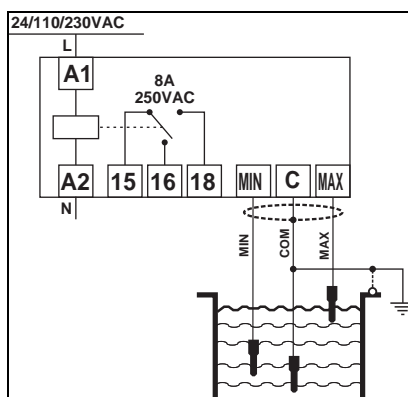 24/110/230VAC
L
A1
8A
250VAC
A2
15
16
18
MIN
C
MAX
N
MIN
COM
MAX